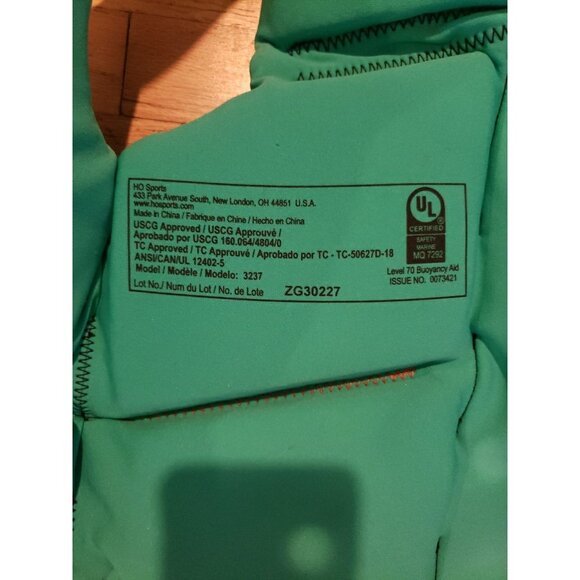 HO Sports
433 Park Avenue South, New London, OH 44851 U.S.A.
www.hosports.com
Made in China / Fabrique en Chine / Hecho en China
USCG Approved / USCG Approuvé /
Aprobado por USCG 160.064/4804/0
TC Approved / TC Approuvé / Aprobado por TC - TC-50627D-18
ANSI/CAN/UL 12402-5
Model / Modèle / Modelo: 3237
Lot No./ Num du Lot / No. de Lote ZG30227
UL
CERTIFIED
SAFETY
MARINE
MQ 7292
Level 70 Buoyancy Aid
ISSUE NO. 0073421